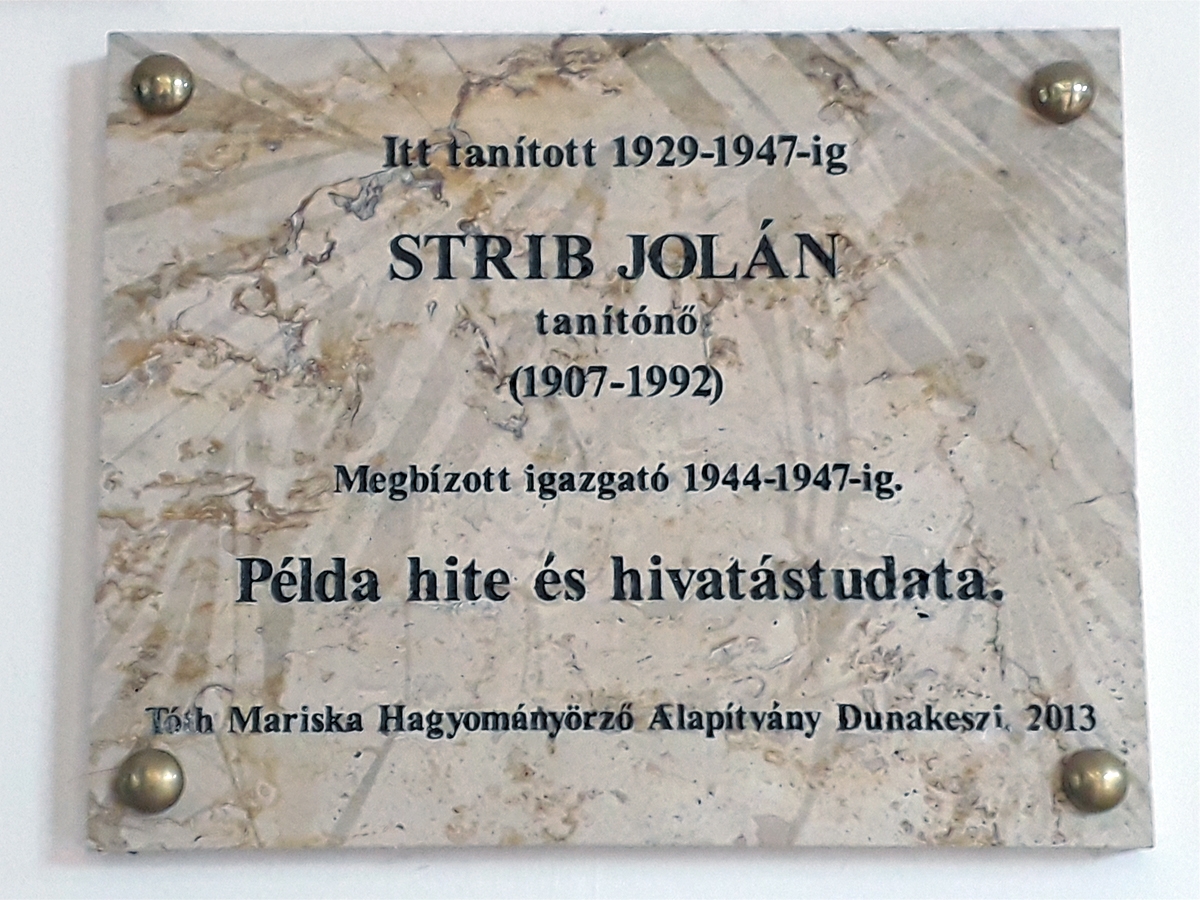 Itt tanított 1929-1947-ig
STRIB JOLÁN
tanítónő
(1907-1992)
Megbízott igazgató 1944-1947-ig.
Példa hite és hivatástudata.
Tóth Mariska Hagyományörző Alapítvány Dunakeszi, 2013